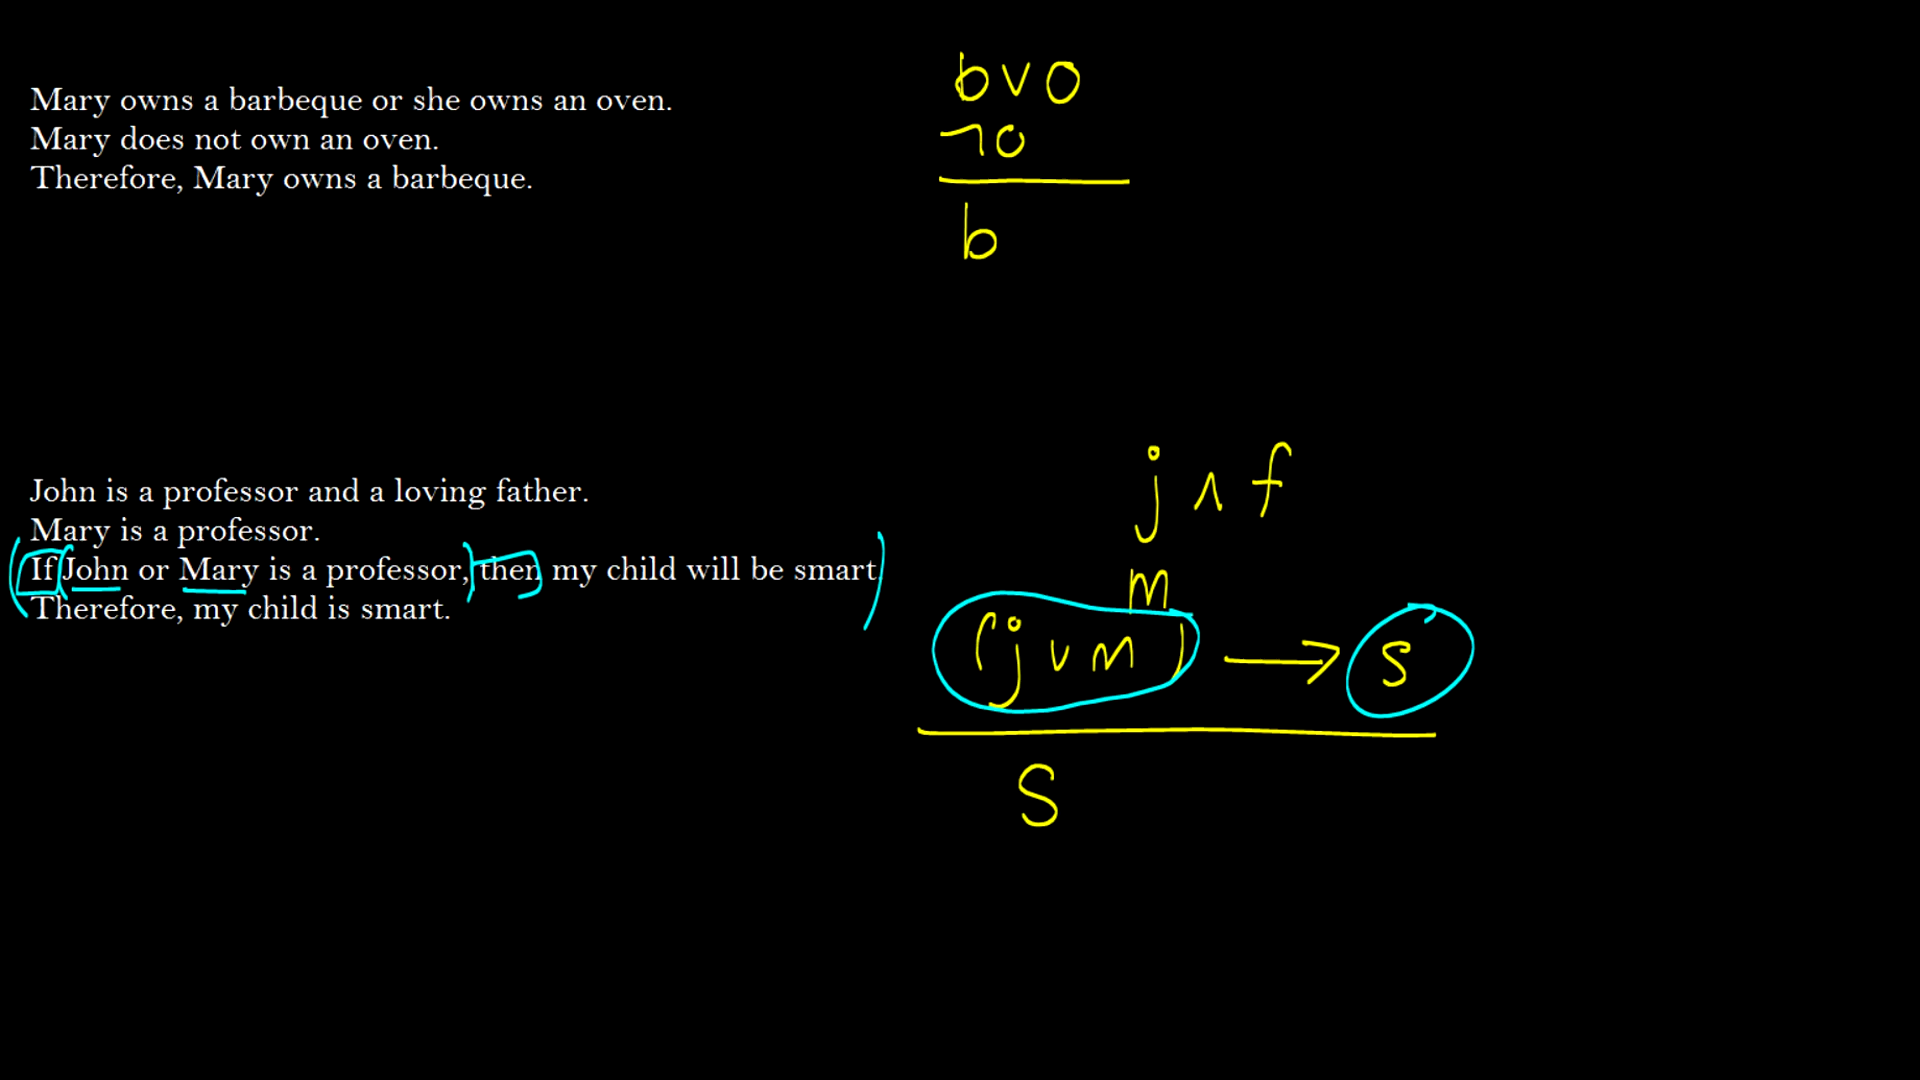 Mary owns a barbeque or she owns an oven.
Mary does not own an oven.
Therefore, Mary owns a barbeque.
b ∨ o
¬o
b
John is a professor and a loving father.
Mary is a professor.
(If (John or Mary is a professor,) then my child will be smart.)
Therefore, my child is smart.
j ∧ f
m
(j ∨ m) → s
s